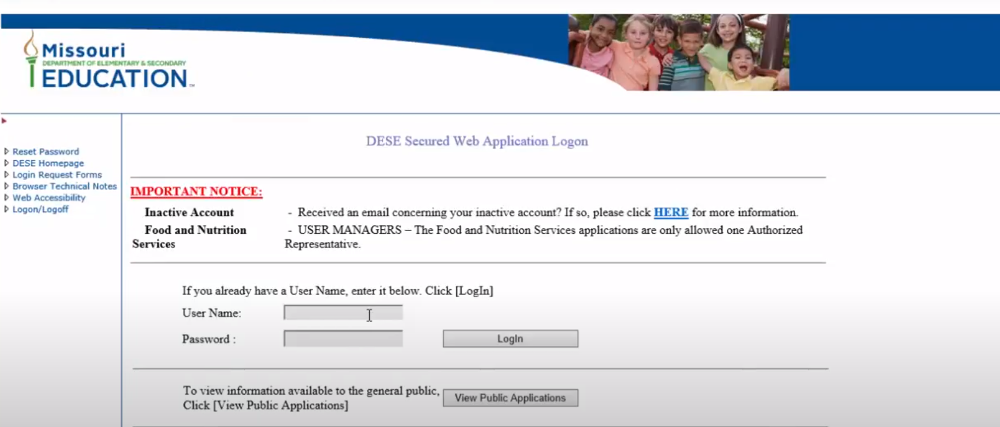 Missouri
DEPARTMENT OF ELEMENTARY & SECONDARY
EDUCATION™
Reset Password
DESE Homepage
Login Request Forms
Browser Technical Notes
Web Accessibility
Logon/Logoff
DESE Secured Web Application Logon
IMPORTANT NOTICE:
Inactive Account - Received an email concerning your inactive account? If so, please click HERE for more information.
Food and Nutrition - USER MANAGERS – The Food and Nutrition Services applications are only allowed one Authorized
Services Representative.
If you already have a User Name, enter it below. Click [LogIn]
User Name:
Password : LogIn
To view information available to the general public,
Click [View Public Applications]
View Public Applications